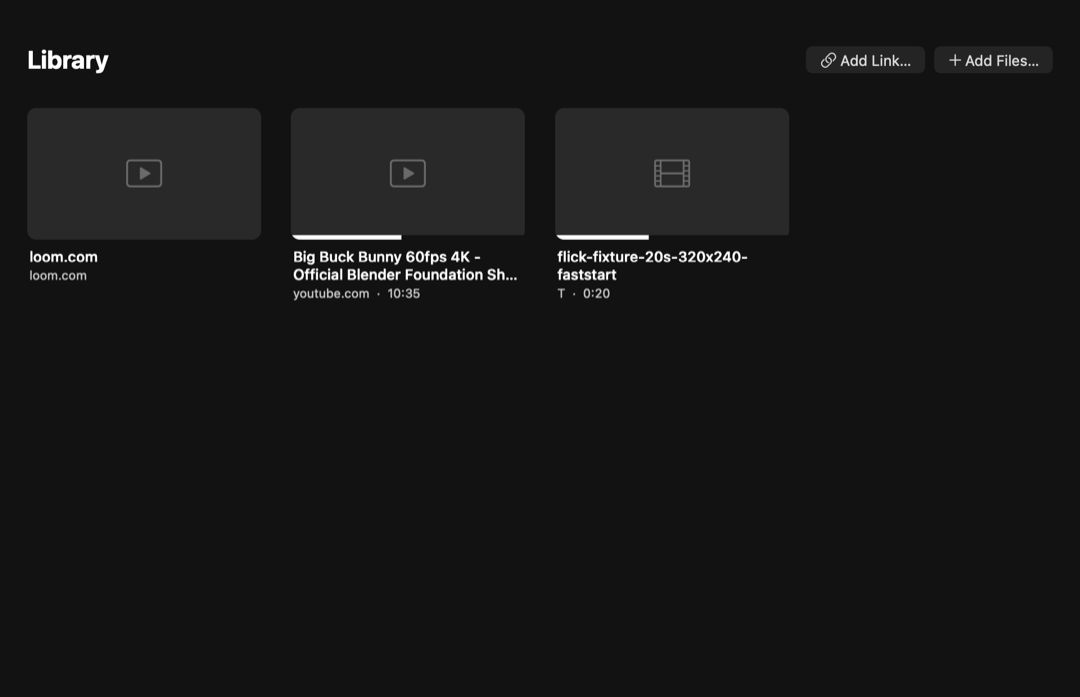 Library
Add Link...
Add Files...
loom.com
loom.com
Big Buck Bunny 60fps 4K -
Official Blender Foundation Sh...
youtube.com · 10:35
flick-fixture-20s-320x240-
faststart
T · 0:20